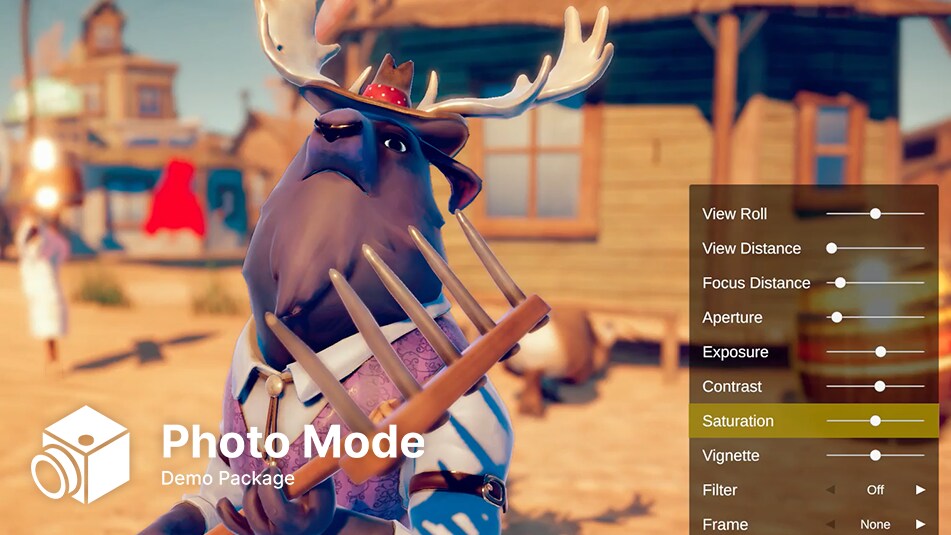 View Roll
View Distance
Focus Distance
Aperture
Exposure
Contrast
Saturation
Vignette
Filter Off
Frame None
Photo Mode
Demo Package